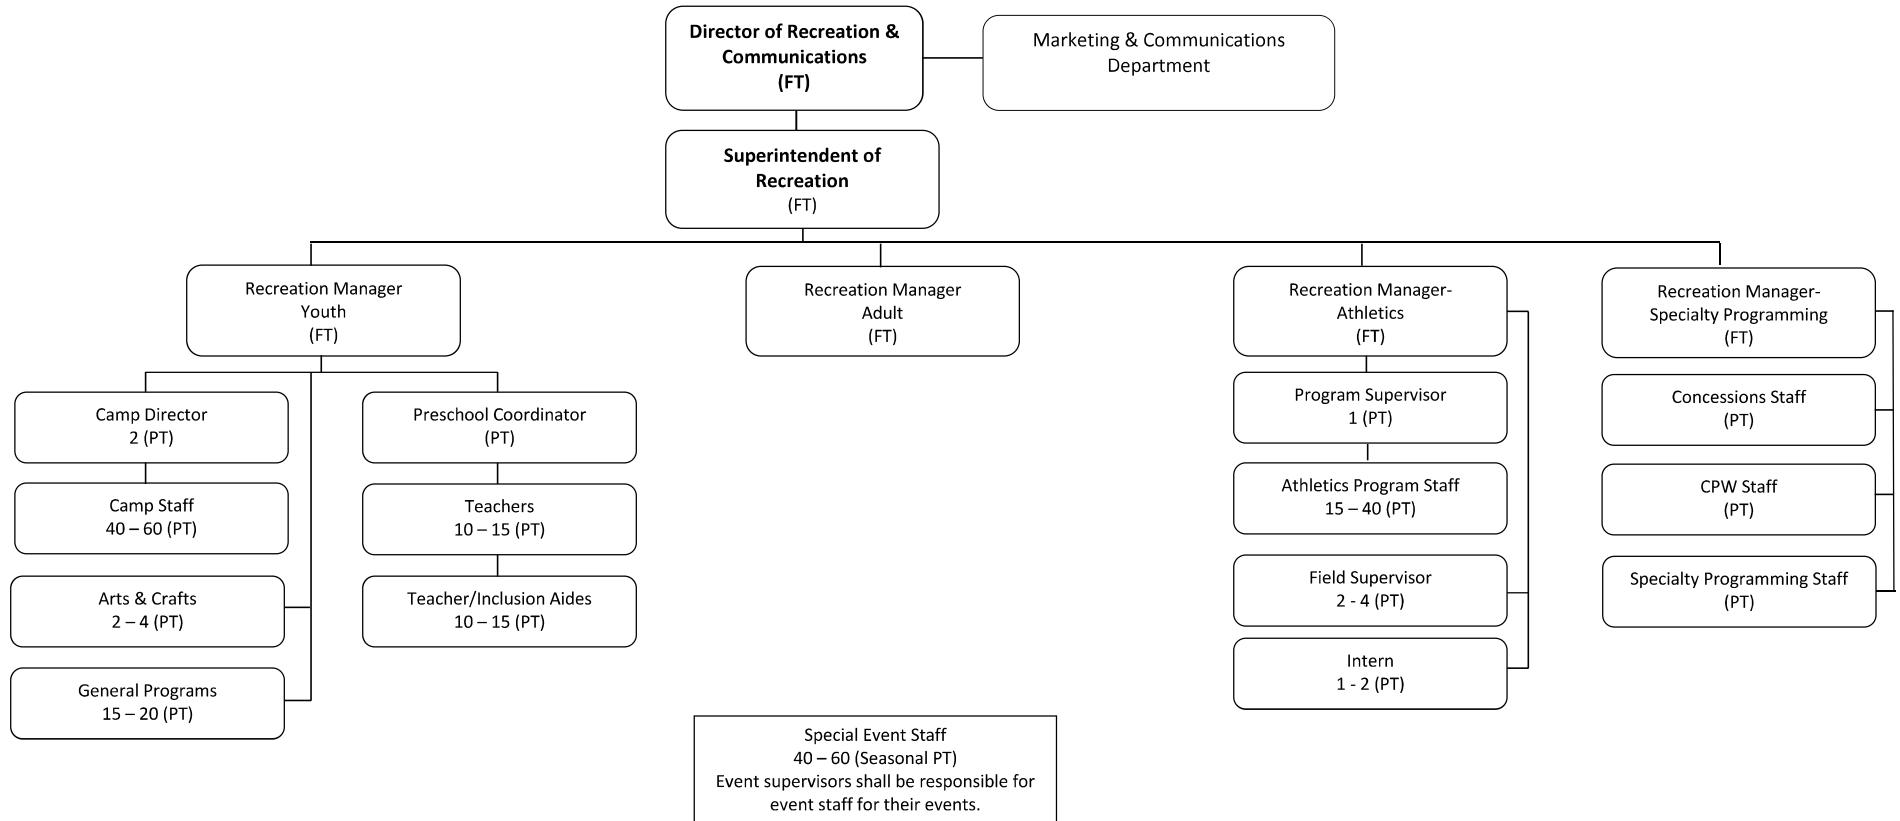 Director of Recreation &
Communications
(FT)
Marketing & Communications
Department
Superintendent of
Recreation
(FT)
Recreation Manager
Youth
(FT)
Recreation Manager
Adult
(FT)
Recreation Manager-
Athletics
(FT)
Recreation Manager-
Specialty Programming
(FT)
Camp Director
2 (PT)
Preschool Coordinator
(PT)
Program Supervisor
1 (PT)
Concessions Staff
(PT)
Camp Staff
40 – 60 (PT)
Teachers
10 – 15 (PT)
Athletics Program Staff
15 – 40 (PT)
CPW Staff
(PT)
Arts & Crafts
2 – 4 (PT)
Teacher/Inclusion Aides
10 – 15 (PT)
Field Supervisor
2 - 4 (PT)
Specialty Programming Staff
(PT)
General Programs
15 – 20 (PT)
Intern
1 - 2 (PT)
Special Event Staff
40 – 60 (Seasonal PT)
Event supervisors shall be responsible for
event staff for their events.